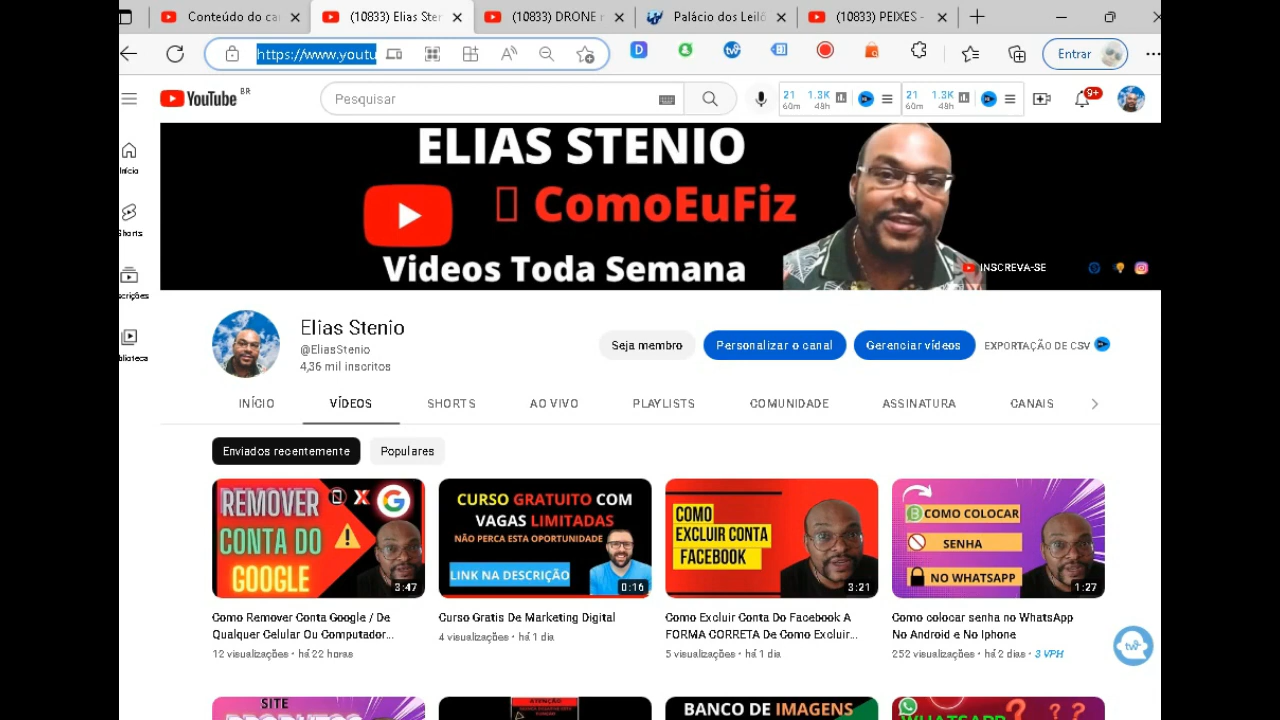 Conteúdo do ca
(10833) Elias Ster
(10833) DRONE r
Palácio dos Leilõ
(10833) PEIXES -
https://www.youtu
Entrar
YouTube BR
Pesquisar
21 1.3K
60m 48h
21 1.3K
60m 48h
9+
Início
Shorts
scrições
blioteca
ELIAS STENIO
ComoEuFiz
Videos Toda Semana
INSCREVA-SE
Elias Stenio
@EliasStenio
4,36 mil inscritos
Seja membro
Personalizar o canal
Gerenciar vídeos
EXPORTAÇÃO DE CSV
INÍCIO
VÍDEOS
SHORTS
AO VIVO
PLAYLISTS
COMUNIDADE
ASSINATURA
CANAIS
Enviados recentemente
Populares
REMOVER
CONTA DO
GOOGLE
3:47
CURSO GRATUITO COM
VAGAS LIMITADAS
NÃO PERCA ESTA OPORTUNIDADE
LINK NA DESCRIÇÃO
0:16
COMO
EXCLUIR CONTA
FACEBOOK
3:21
COMO COLOCAR
SENHA
NO WHATSAPP
1:27
Como Remover Conta Google / De
Qualquer Celular Ou Computador...
12 visualizações • há 22 horas
Curso Gratis De Marketing Digital
4 visualizações • há 1 dia
Como Excluir Conta Do Facebook A
FORMA CORRETA De Como Excluir...
5 visualizações • há 1 dia
Como colocar senha no WhatsApp
No Android e No Iphone
252 visualizações • há 2 dias • 3 VPH
SITE
ATENÇÃO
BANCO DE IMAGENS
WHATSAPP